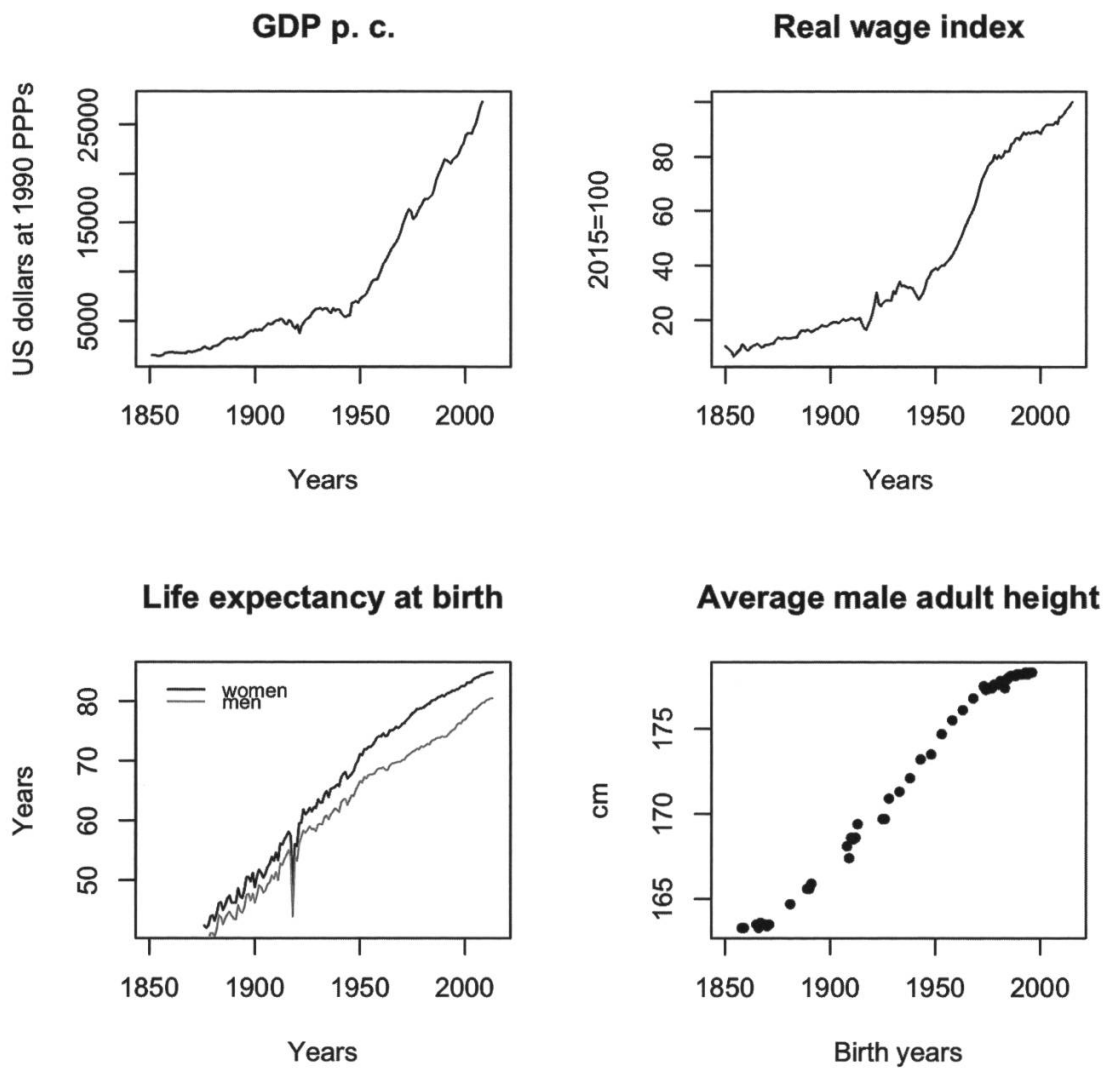 GDP p. c.
US dollars at 1990 PPPs
25000
15000
5000
1850 1900 1950 2000
Years
Real wage index
2015=100
80
60
40
20
1850 1900 1950 2000
Years
Life expectancy at birth
Years
80
70
60
50
women
men
1850 1900 1950 2000
Years
Average male adult height
cm
175
170
165
1850 1900 1950 2000
Birth years